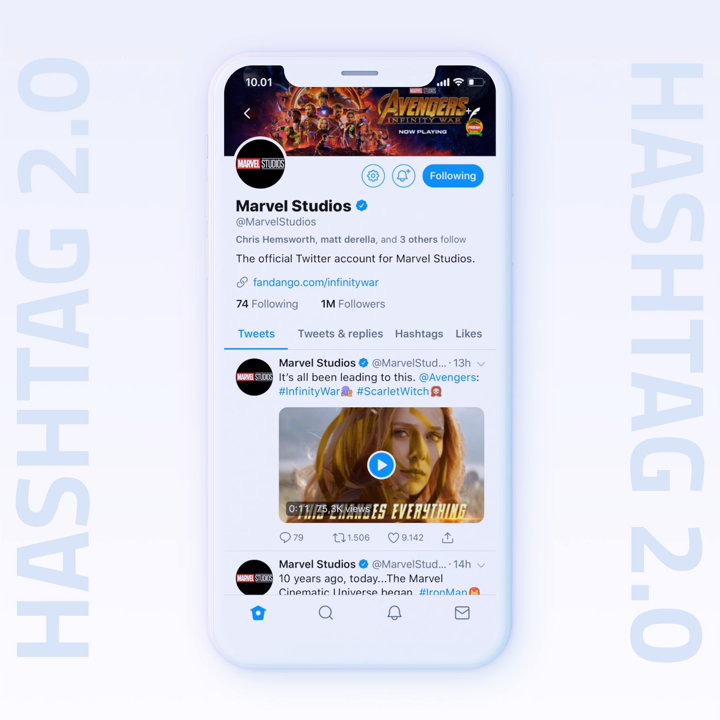 HASHTAG 2.0
10.01
MARVEL STUDIOS
AVENGERS
INFINITY WAR
NOW PLAYING
MARVEL STUDIOS
Following
Marvel Studios
@MarvelStudios
Chris Hemsworth, matt derella, and 3 others follow
The official Twitter account for Marvel Studios.
fandango.com/infinitywar
74 Following 1M Followers
Tweets Tweets & replies Hashtags Likes
MARVEL STUDIOS
Marvel Studios @MarvelStud... · 13h
It's all been leading to this. @Avengers:
#InfinityWar #ScarletWitch
THIS CHANGES EVERYTHING
0:11 75,3K views
79 1.506 9.142
MARVEL STUDIOS
Marvel Studios @MarvelStud... · 14h
10 years ago, today...The Marvel
Cinematic Universe began. #IronMan
HASHTAG 2.0